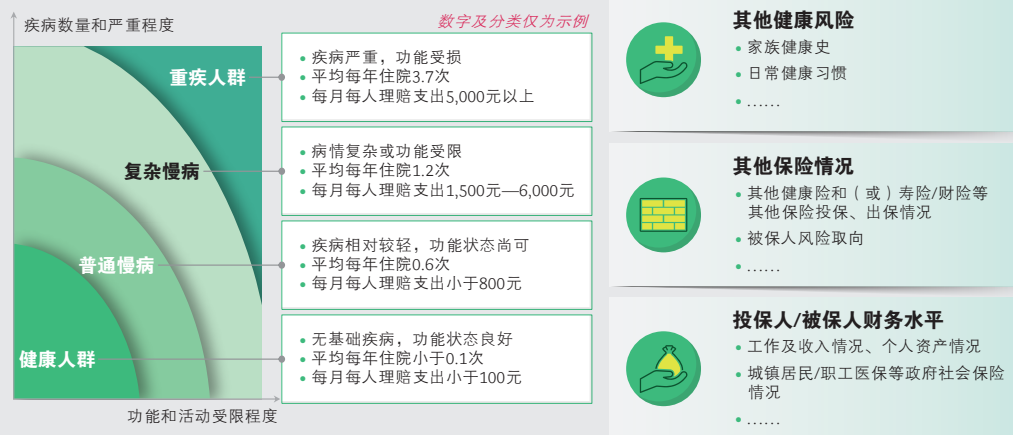 疾病数量和严重程度
数字及分类仅为示例
重疾人群
• 疾病严重，功能受损
• 平均每年住院3.7次
• 每月每人理赔支出5,000元以上
复杂慢病
• 病情复杂或功能受限
• 平均每年住院1.2次
• 每月每人理赔支出1,500元—6,000元
普通慢病
• 疾病相对较轻，功能状态尚可
• 平均每年住院0.6次
• 每月每人理赔支出小于800元
健康人群
• 无基础疾病，功能状态良好
• 平均每年住院小于0.1次
• 每月每人理赔支出小于100元
功能和活动受限程度
其他健康风险
• 家族健康史
• 日常健康习惯
• ......
其他保险情况
• 其他健康险和（或）寿险/财险等
其他保险投保、出保情况
• 被保人风险取向
• ......
投保人/被保人财务水平
• 工作及收入情况、个人资产情况
• 城镇居民/职工医保等政府社会保险
情况
• ......